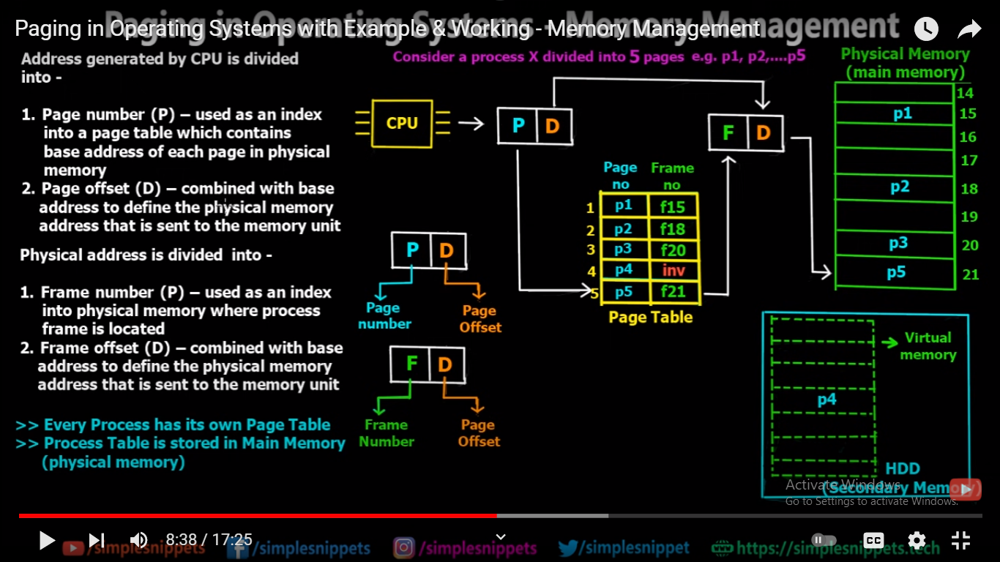 Paging in Operating Systems - Memory Management
Paging in Operating Systems with Example & Working - Memory Management
Address generated by CPU is divided
into -
1. Page number (P) – used as an index
into a page table which contains
base address of each page in physical
memory
2. Page offset (D) – combined with base
address to define the physical memory
address that is sent to the memory unit
Physical address is divided into -
1. Frame number (P) – used as an index
into physical memory where process
frame is located
2. Frame offset (D) – combined with base
address to define the physical memory
address that is sent to the memory unit
>> Every Process has its own Page Table
>> Process Table is stored in Main Memory
(physical memory)
Consider a process X divided into 5 pages e.g. p1, p2,....p5
CPU
P D
F D
Page no Frame no
1 p1 f15
2 p2 f18
3 p3 f20
4 p4 inv
5 p5 f21
Page Table
P D
Page number
Page Offset
F D
Frame Number
Page Offset
Physical Memory
(main memory)
14
p1 15
16
17
p2 18
19
p3 20
p5 21
Virtual memory
p4
HDD
(Secondary Memory)
Activate Windows
Go to Settings to activate Windows.
8:38 / 17:25
CC
/simplesnippets
/simplesnippets
/simplesnippets
/simplesnippet
https://simplesnippets.tech